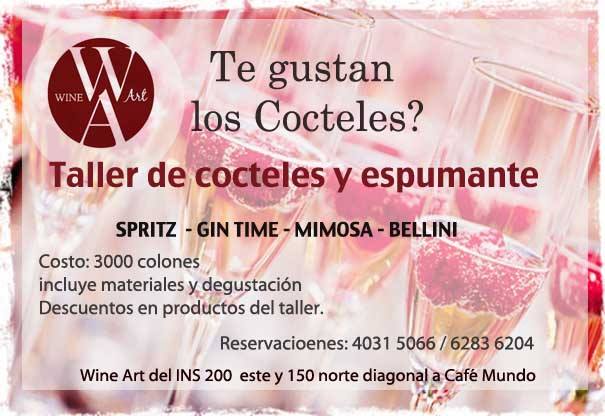 WINE WA Art
Te gustan
los Cocteles?
Taller de cocteles y espumante
SPRITZ - GIN TIME - MIMOSA - BELLINI
Costo: 3000 colones
incluye materiales y degustación
Descuentos en productos del taller.
Reservacioenes: 4031 5066 / 6283 6204
Wine Art del INS 200 este y 150 norte diagonal a Café Mundo